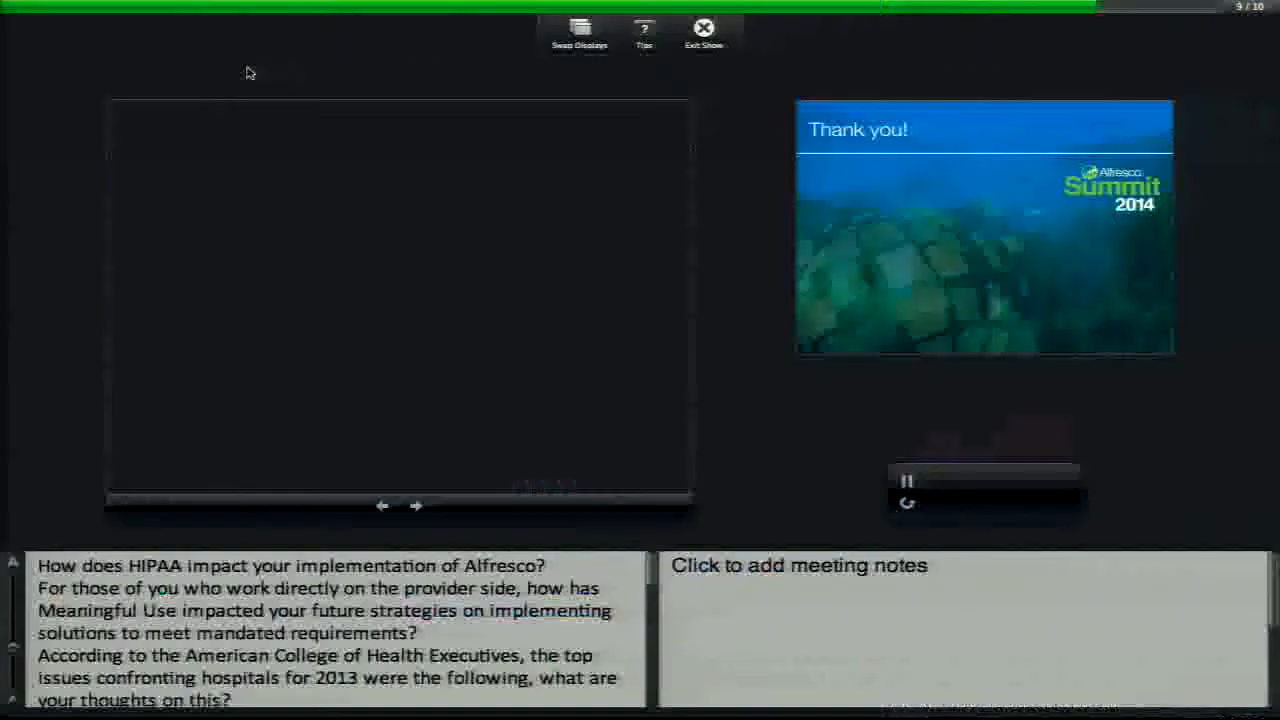 9 / 10
Swap Displays
Tips
Exit Show
Thank you!
Alfresco
Summit
2014
How does HIPAA impact your implementation of Alfresco?
For those of you who work directly on the provider side, how has
Meaningful Use impacted your future strategies on implementing
solutions to meet mandated requirements?
According to the American College of Health Executives, the top
issues confronting hospitals for 2013 were the following, what are
your thoughts on this?
Click to add meeting notes